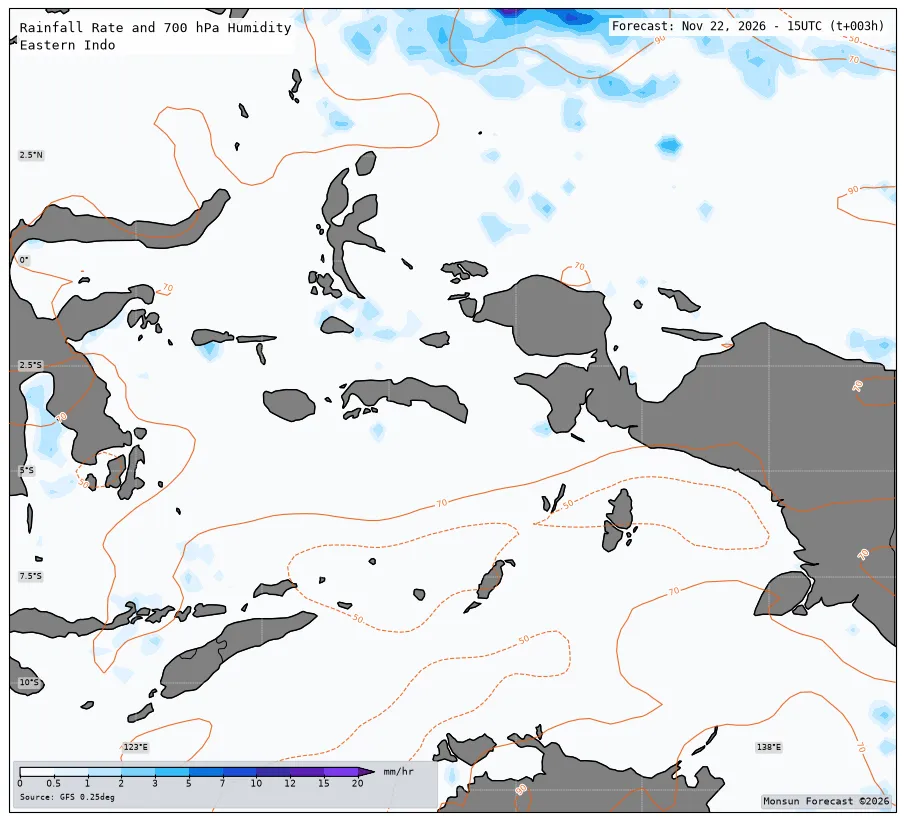 Rainfall Rate and 700 hPa Humidity
Eastern Indo
Forecast: Nov 22, 2026 - 15UTC (t+003h)
90
50
70
2.5°N
90
0°
70
70
2.5°S
70
70
5°S
50
70
50
7.5°S
70
70
50
50
10°S
123°E
138°E
70
90
0 0.5 1 2 3 5 7 10 12 15 20 mm/hr
Source: GFS 0.25deg
Monsun Forecast ©2026